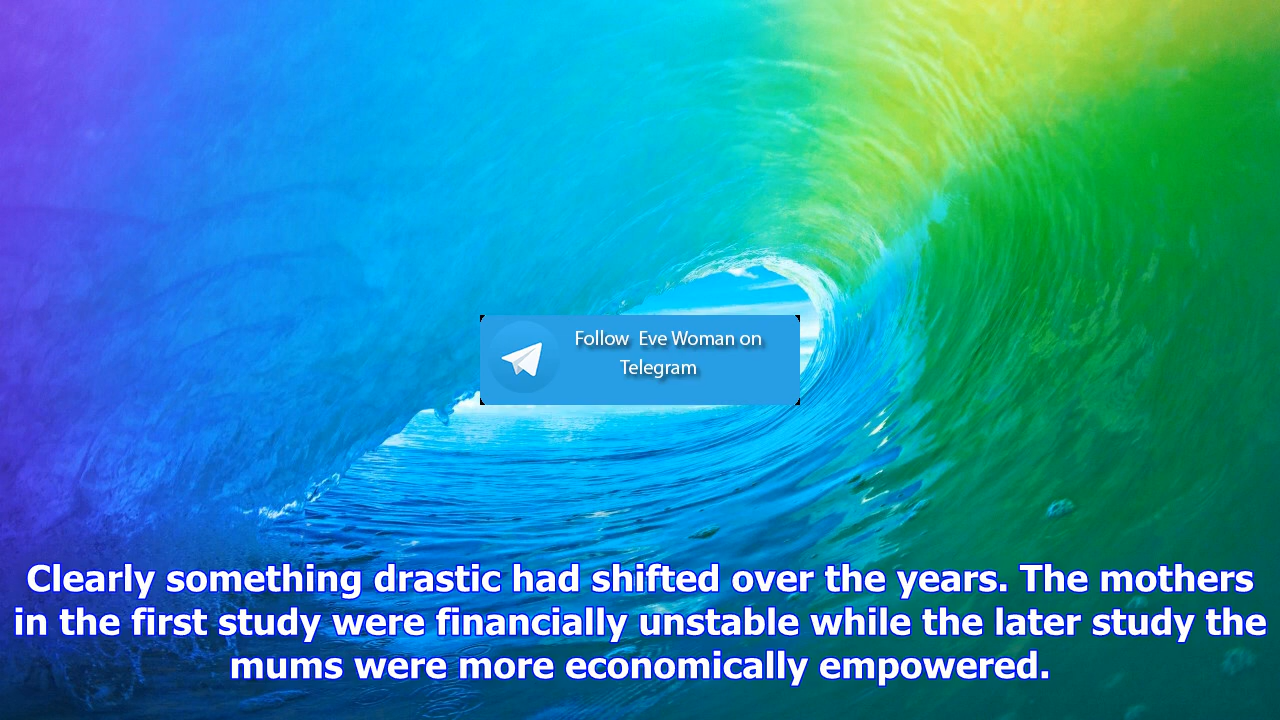 Follow Eve Woman on
Telegram
Clearly something drastic had shifted over the years. The mothers
in the first study were financially unstable while the later study the
mums were more economically empowered.